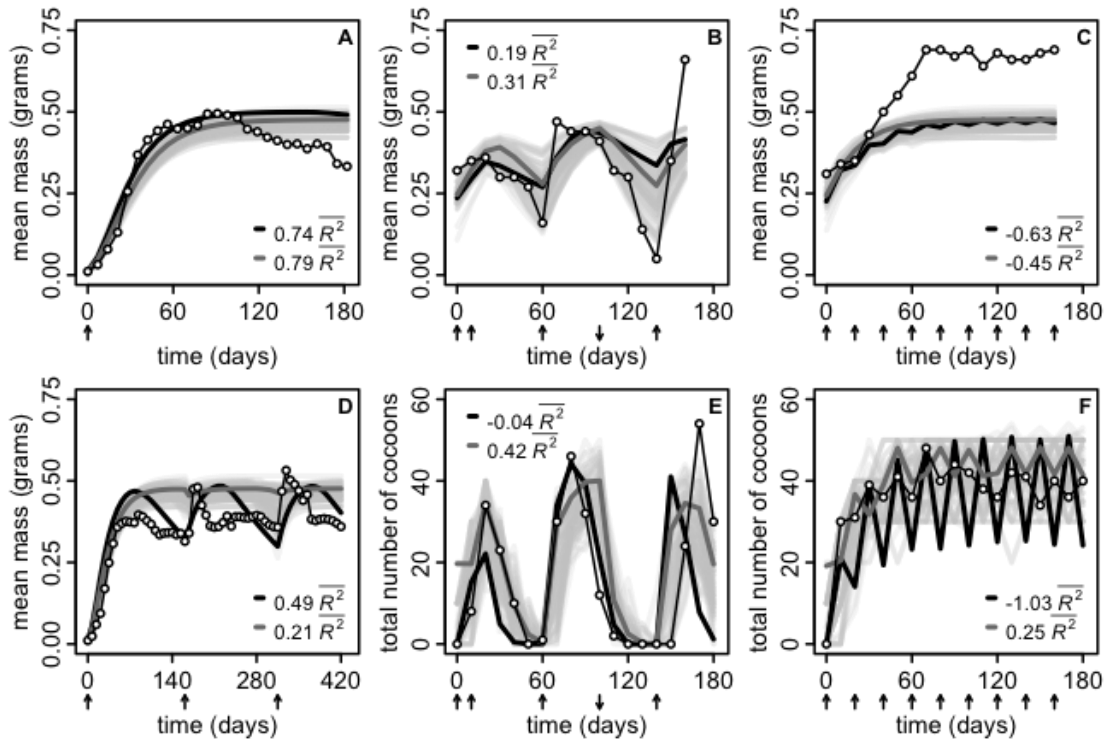 A
0.75
0.50
0.25
0.00
mean mass (grams)
0.74 R²
0.79 R²
0 60 120 180
time (days)
B
0.75
0.50
0.25
0.00
mean mass (grams)
0.19 R²
0.31 R²
0 60 120 180
time (days)
C
0.75
0.50
0.25
0.00
mean mass (grams)
-0.63 R²
-0.45 R²
0 60 120 180
time (days)
D
0.75
0.50
0.25
0.00
mean mass (grams)
0.49 R²
0.21 R²
0 140 280 420
time (days)
E
60
40
20
0
total number of cocoons
-0.04 R²
0.42 R²
0 60 120 180
time (days)
F
60
40
20
0
total number of cocoons
-1.03 R²
0.25 R²
0 60 120 180
time (days)